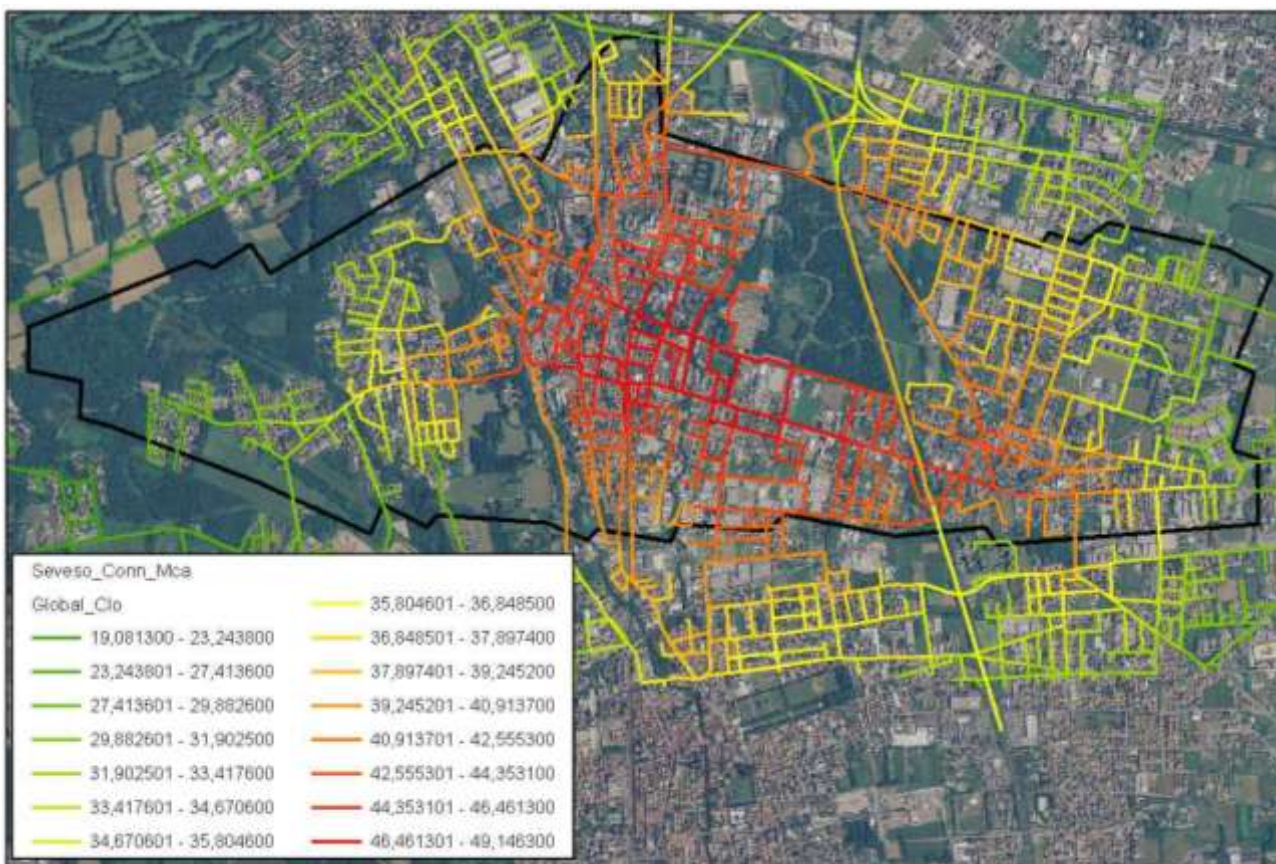 Seveso_Conn_Mca
Global_Clo
19,081300 - 23,243800
23,243801 - 27,413600
27,413601 - 29,882600
29,882601 - 31,902500
31,902501 - 33,417600
33,417601 - 34,670600
34,670601 - 35,804600
35,804601 - 36,848500
36,848501 - 37,897400
37,897401 - 39,245200
39,245201 - 40,913700
40,913701 - 42,555300
42,555301 - 44,353100
44,353101 - 46,461300
46,461301 - 49,146300